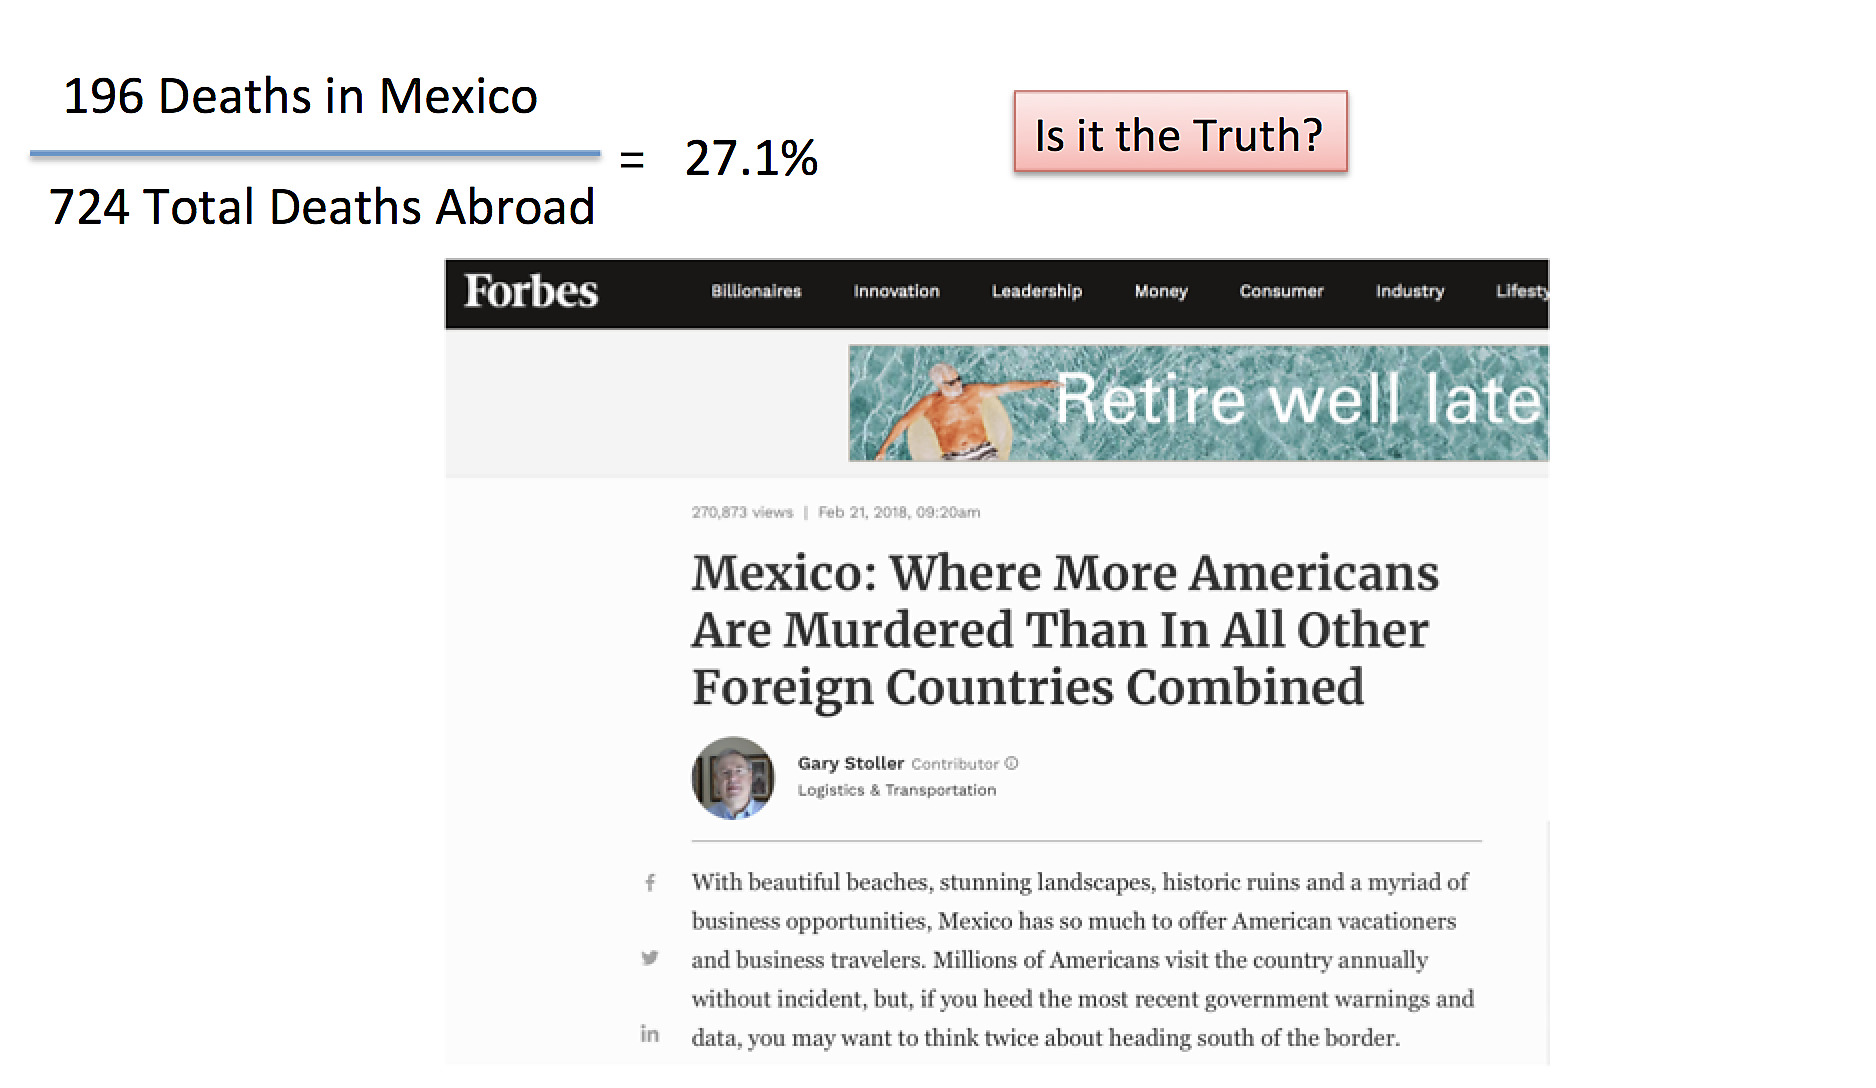 196 Deaths in Mexico
724 Total Deaths Abroad
= 27.1%
Is it the Truth?
Forbes Billionaires Innovation Leadership Money Consumer Industry Lifesty
Retire well late
270,873 views | Feb 21, 2018, 09:20am
Mexico: Where More Americans
Are Murdered Than In All Other
Foreign Countries Combined
Gary Stoller Contributor
Logistics & Transportation
With beautiful beaches, stunning landscapes, historic ruins and a myriad of
business opportunities, Mexico has so much to offer American vacationers
and business travelers. Millions of Americans visit the country annually
without incident, but, if you heed the most recent government warnings and
data, you may want to think twice about heading south of the border.